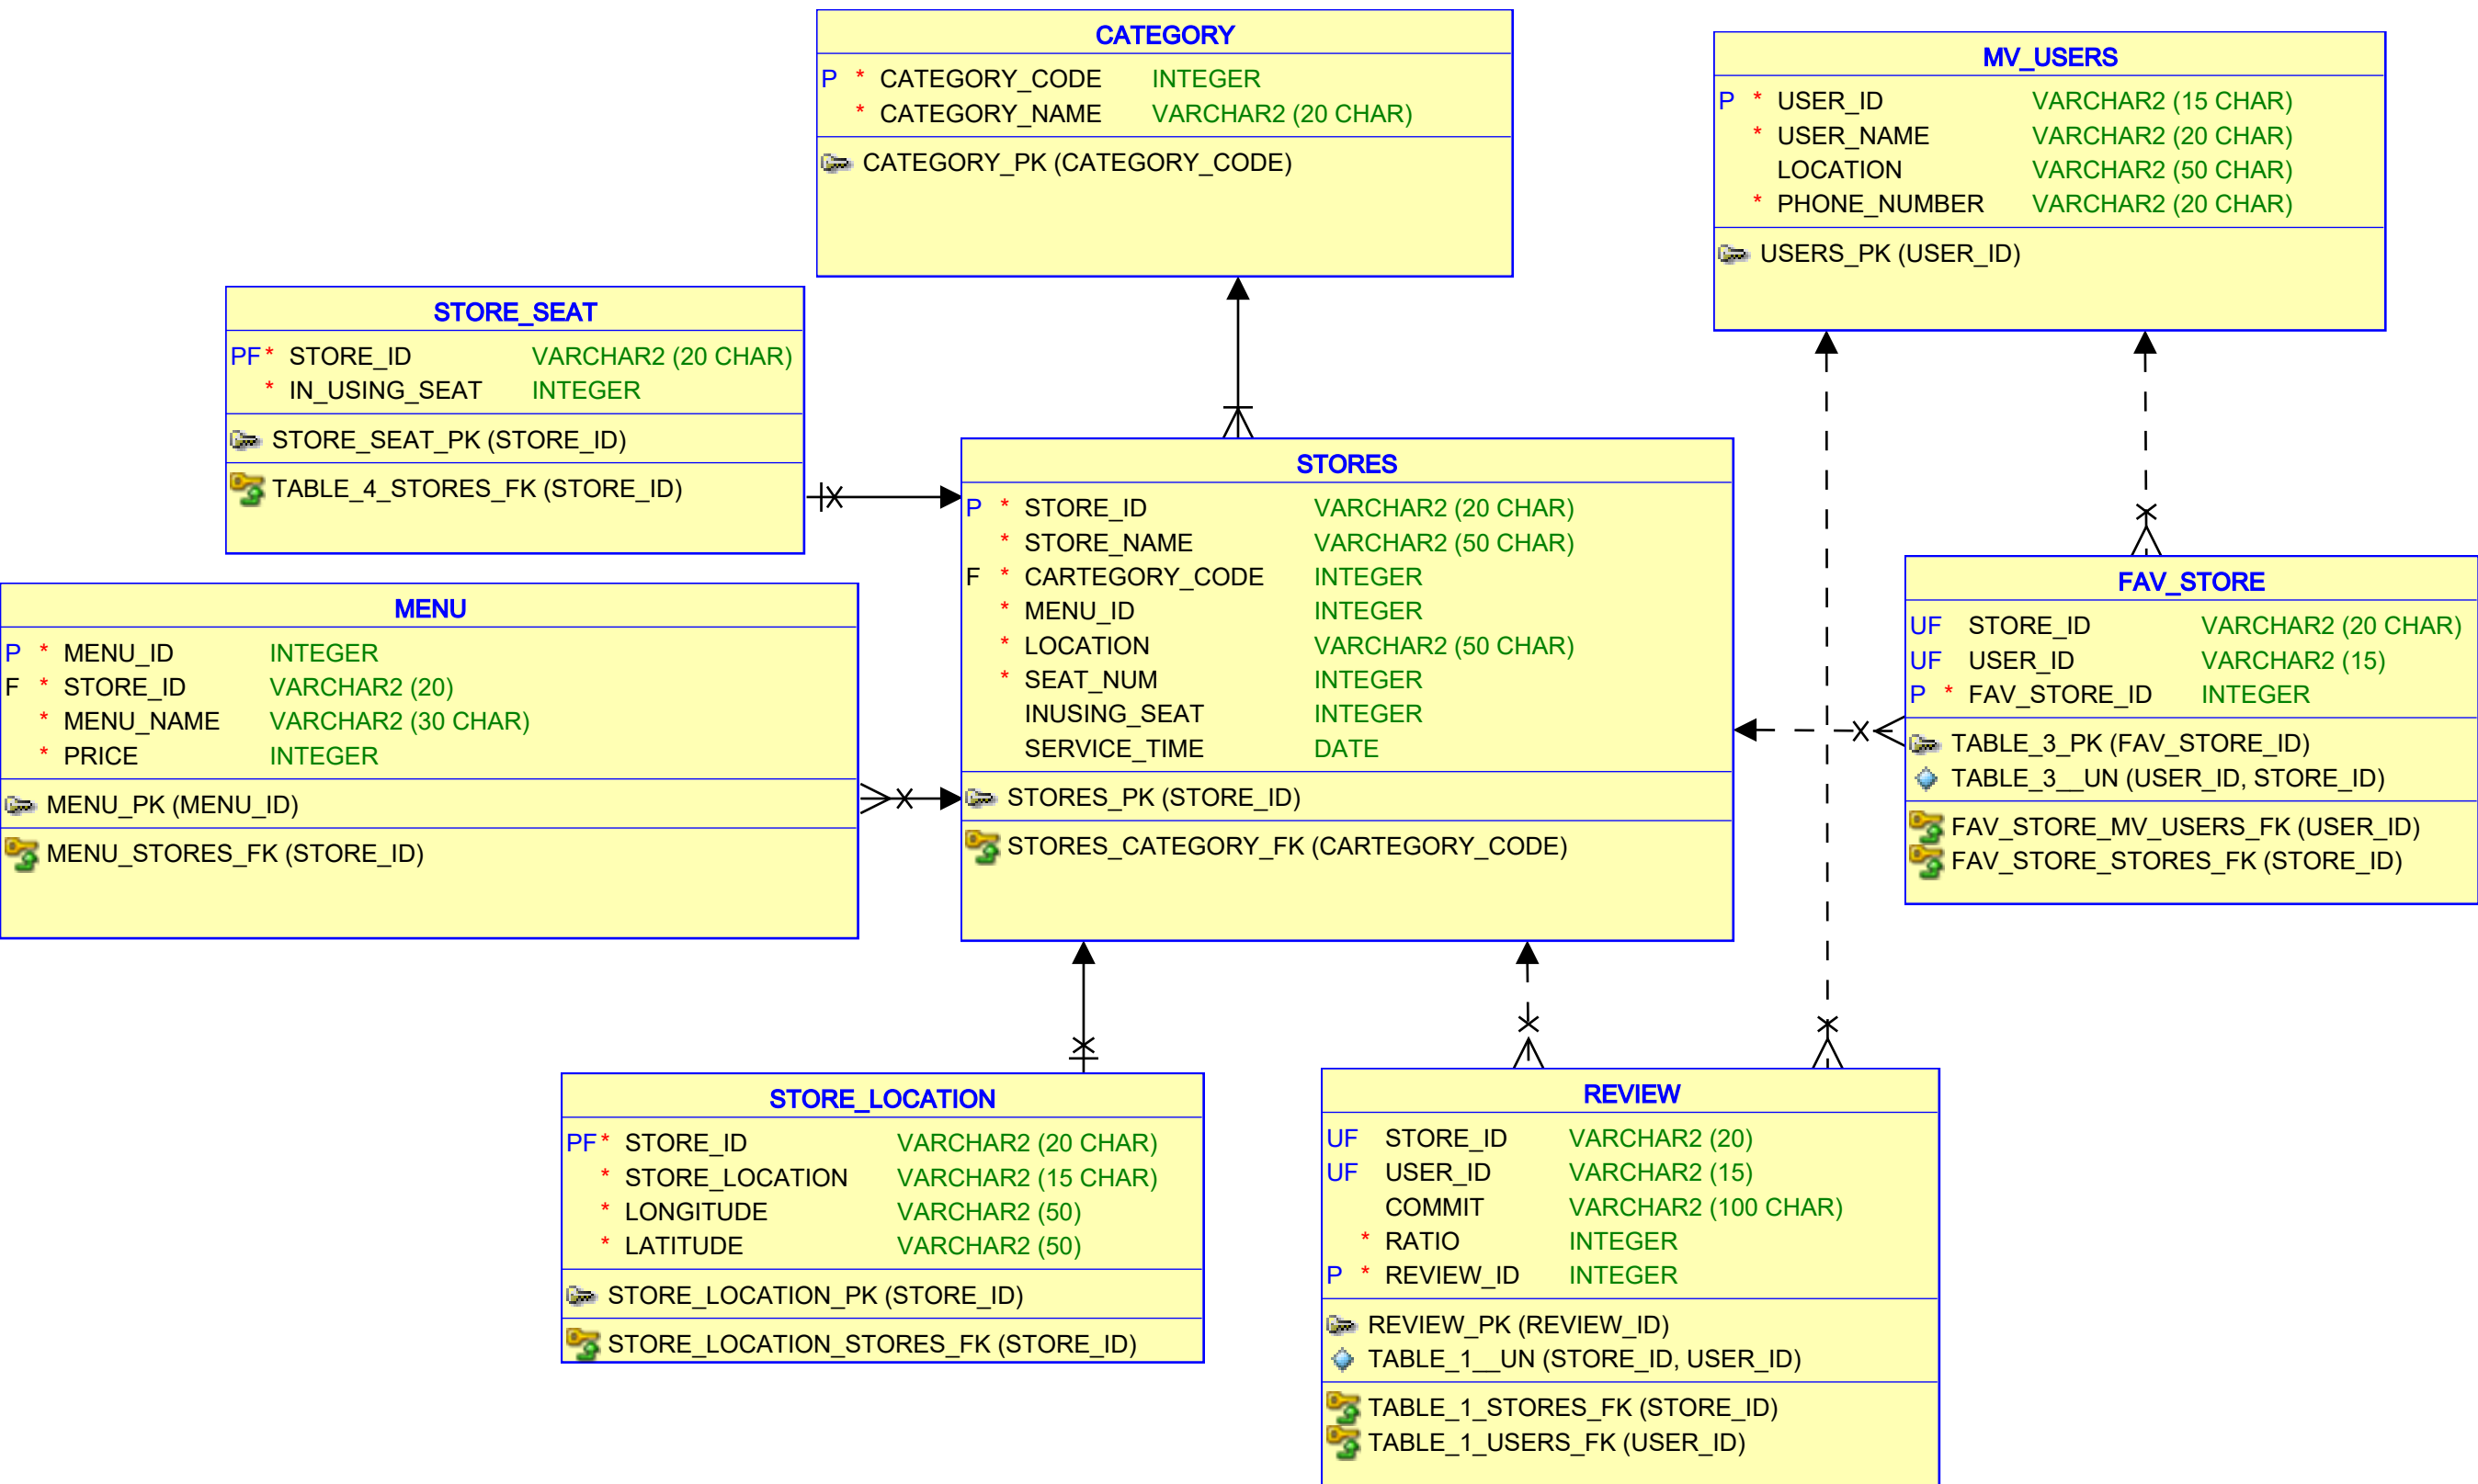 CATEGORY
P * CATEGORY_CODE INTEGER
* CATEGORY_NAME VARCHAR2 (20 CHAR)
CATEGORY_PK (CATEGORY_CODE)
MV_USERS
P * USER_ID VARCHAR2 (15 CHAR)
* USER_NAME VARCHAR2 (20 CHAR)
LOCATION VARCHAR2 (50 CHAR)
* PHONE_NUMBER VARCHAR2 (20 CHAR)
USERS_PK (USER_ID)
STORE_SEAT
PF * STORE_ID VARCHAR2 (20 CHAR)
* IN_USING_SEAT INTEGER
STORE_SEAT_PK (STORE_ID)
TABLE_4_STORES_FK (STORE_ID)
STORES
P * STORE_ID VARCHAR2 (20 CHAR)
* STORE_NAME VARCHAR2 (50 CHAR)
F * CARTEGORY_CODE INTEGER
* MENU_ID INTEGER
* LOCATION VARCHAR2 (50 CHAR)
* SEAT_NUM INTEGER
INUSING_SEAT INTEGER
SERVICE_TIME DATE
STORES_PK (STORE_ID)
STORES_CATEGORY_FK (CARTEGORY_CODE)
MENU
P * MENU_ID INTEGER
F * STORE_ID VARCHAR2 (20)
* MENU_NAME VARCHAR2 (30 CHAR)
* PRICE INTEGER
MENU_PK (MENU_ID)
MENU_STORES_FK (STORE_ID)
FAV_STORE
UF STORE_ID VARCHAR2 (20 CHAR)
UF USER_ID VARCHAR2 (15)
P * FAV_STORE_ID INTEGER
TABLE_3_PK (FAV_STORE_ID)
TABLE_3__UN (USER_ID, STORE_ID)
FAV_STORE_MV_USERS_FK (USER_ID)
FAV_STORE_STORES_FK (STORE_ID)
STORE_LOCATION
PF * STORE_ID VARCHAR2 (20 CHAR)
* STORE_LOCATION VARCHAR2 (15 CHAR)
* LONGITUDE VARCHAR2 (50)
* LATITUDE VARCHAR2 (50)
STORE_LOCATION_PK (STORE_ID)
STORE_LOCATION_STORES_FK (STORE_ID)
REVIEW
UF STORE_ID VARCHAR2 (20)
UF USER_ID VARCHAR2 (15)
COMMIT VARCHAR2 (100 CHAR)
* RATIO INTEGER
P * REVIEW_ID INTEGER
REVIEW_PK (REVIEW_ID)
TABLE_1__UN (STORE_ID, USER_ID)
TABLE_1_STORES_FK (STORE_ID)
TABLE_1_USERS_FK (USER_ID)